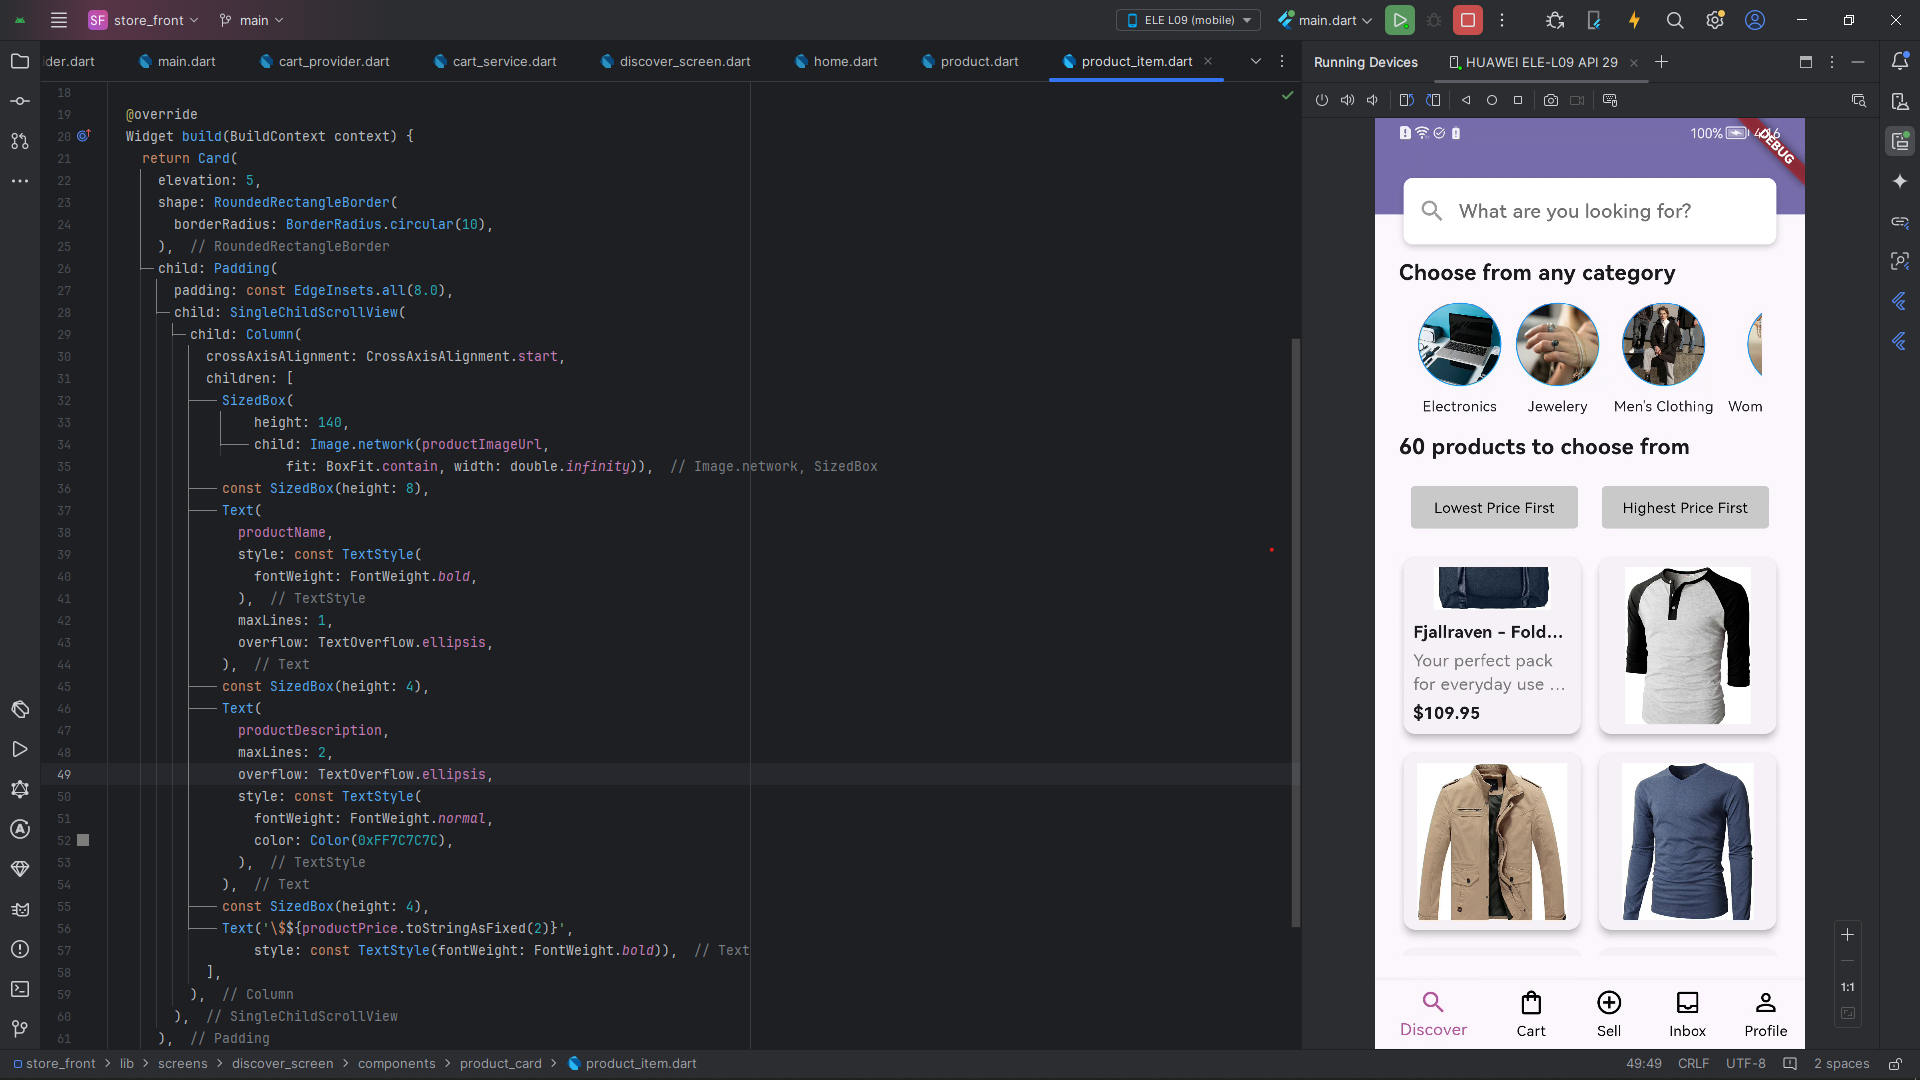 SF store_front main ELE L09 (mobile) main.dart
ider.dart main.dart cart_provider.dart cart_service.dart discover_screen.dart home.dart product.dart product_item.dart
Running Devices HUAWEI ELE-L09 API 29
18
19 @override
20 Widget build(BuildContext context) {
21 return Card(
22 elevation: 5,
23 shape: RoundedRectangleBorder(
24 borderRadius: BorderRadius.circular(10),
25 ), // RoundedRectangleBorder
26 child: Padding(
27 padding: const EdgeInsets.all(8.0),
28 child: SingleChildScrollView(
29 child: Column(
30 crossAxisAlignment: CrossAxisAlignment.start,
31 children: [
32 SizedBox(
33 height: 140,
34 child: Image.network(productImageUrl,
35 fit: BoxFit.contain, width: double.infinity)), // Image.network, SizedBox
36 const SizedBox(height: 8),
37 Text(
38 productName,
39 style: const TextStyle(
40 fontWeight: FontWeight.bold,
41 ), // TextStyle
42 maxLines: 1,
43 overflow: TextOverflow.ellipsis,
44 ), // Text
45 const SizedBox(height: 4),
46 Text(
47 productDescription,
48 maxLines: 2,
49 overflow: TextOverflow.ellipsis,
50 style: const TextStyle(
51 fontWeight: FontWeight.normal,
52 color: Color(0xFF7C7C7C),
53 ), // TextStyle
54 ), // Text
55 const SizedBox(height: 4),
56 Text('\$${productPrice.toStringAsFixed(2)}',
57 style: const TextStyle(fontWeight: FontWeight.bold)), // Text
58 ],
59 ), // Column
60 ), // SingleChildScrollView
61 ), // Padding
100%
DEBUG
What are you looking for?
Choose from any category
Electronics Jewelery Men's Clothing Wom
60 products to choose from
Lowest Price First Highest Price First
Fjallraven - Fold...
Your perfect pack
for everyday use ...
$109.95
Discover Cart Sell Inbox Profile
1:1
store_front > lib > screens > discover_screen > components > product_card > product_item.dart
49:49 CRLF UTF-8 2 spaces